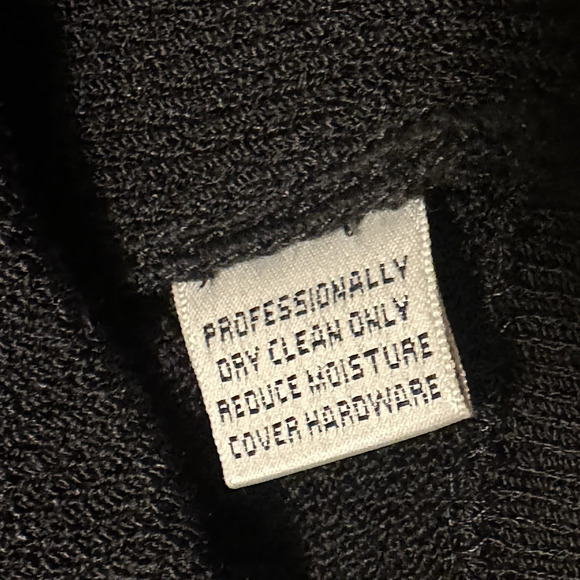 PROFESSIONALLY
DRY CLEAN ONLY
REDUCE MOISTURE
COVER HARDWARE